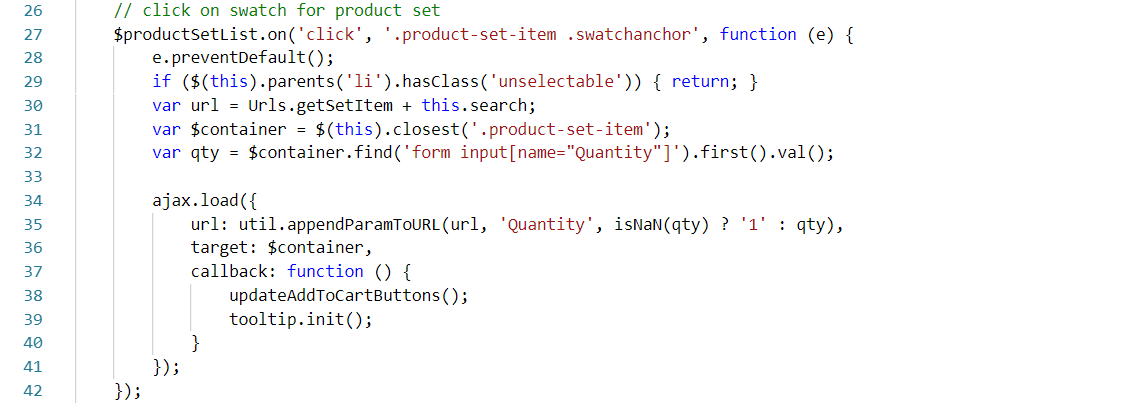 26 // click on swatch for product set
27 $productSetList.on('click', '.product-set-item .swatchanchor', function (e) {
28 e.preventDefault();
29 if ($(this).parents('li').hasClass('unselectable')) { return; }
30 var url = Urls.getSetItem + this.search;
31 var $container = $(this).closest('.product-set-item');
32 var qty = $container.find('form input[name="Quantity"]').first().val();
33
34 ajax.load({
35 url: util.appendParamToURL(url, 'Quantity', isNaN(qty) ? '1' : qty),
36 target: $container,
37 callback: function () {
38 updateAddToCartButtons();
39 tooltip.init();
40 }
41 });
42 });